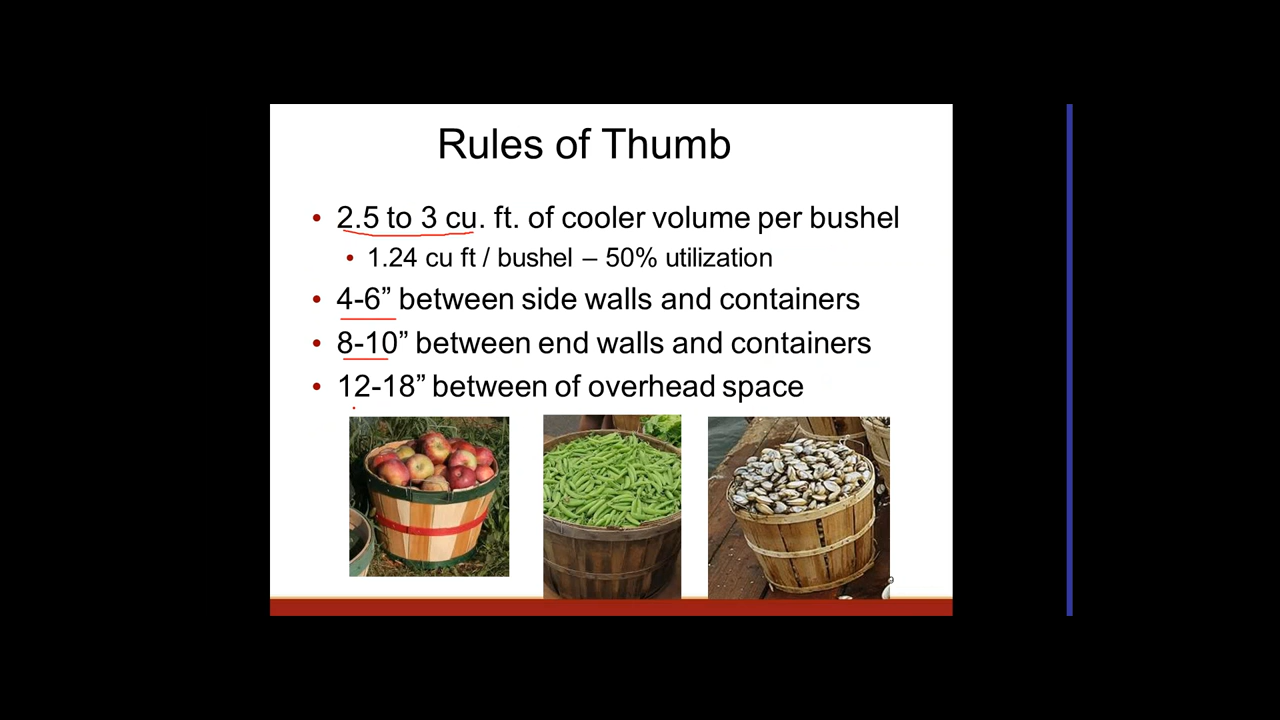 Rules of Thumb
• 2.5 to 3 cu. ft. of cooler volume per bushel
• 1.24 cu ft / bushel – 50% utilization
• 4-6” between side walls and containers
• 8-10” between end walls and containers
• 12-18” between of overhead space